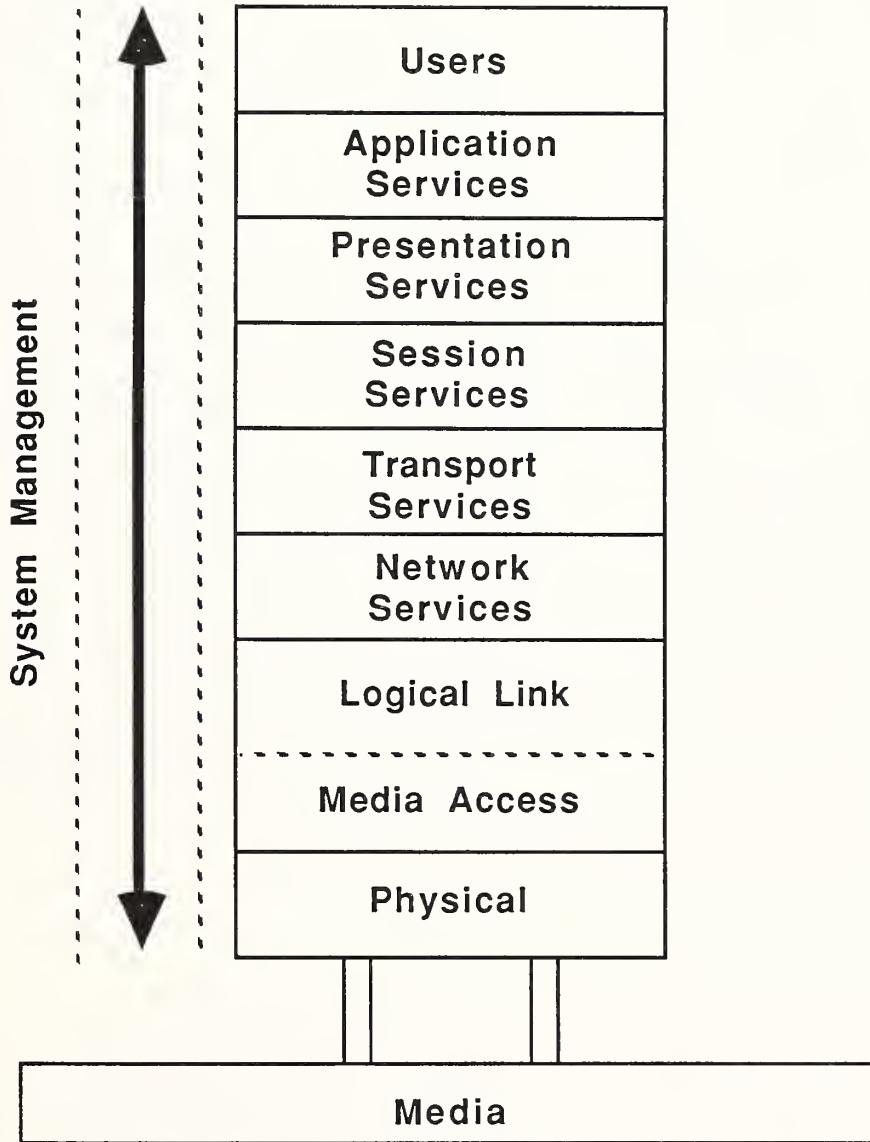 System Management
Users
Application
Services
Presentation
Services
Session
Services
Transport
Services
Network
Services
Logical Link
Media Access
Physical
Media